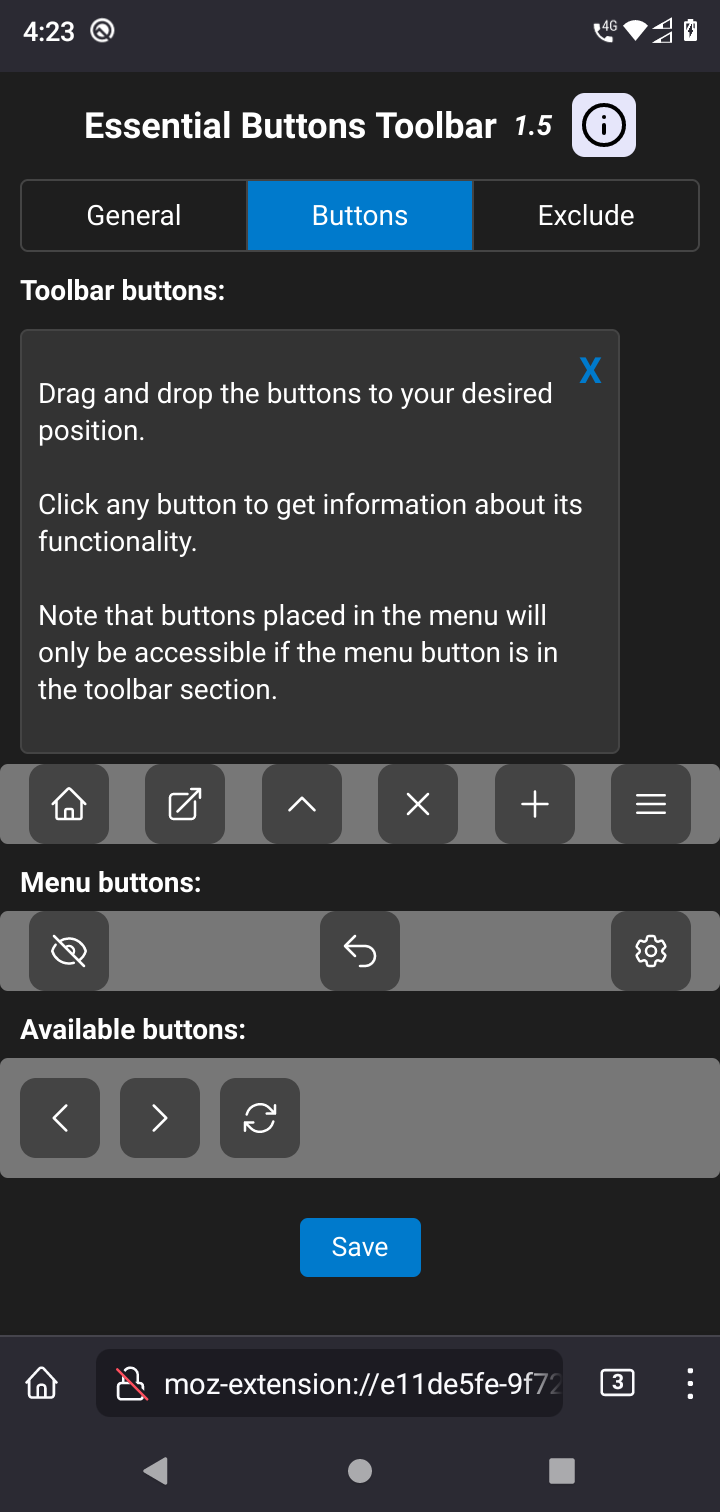 4:23
4G
Essential Buttons Toolbar 1.5
General
Buttons
Exclude
Toolbar buttons:
X
Drag and drop the buttons to your desired
position.
Click any button to get information about its
functionality.
Note that buttons placed in the menu will
only be accessible if the menu button is in
the toolbar section.
Menu buttons:
Available buttons:
Save
moz-extension://e11de5fe-9f72
3